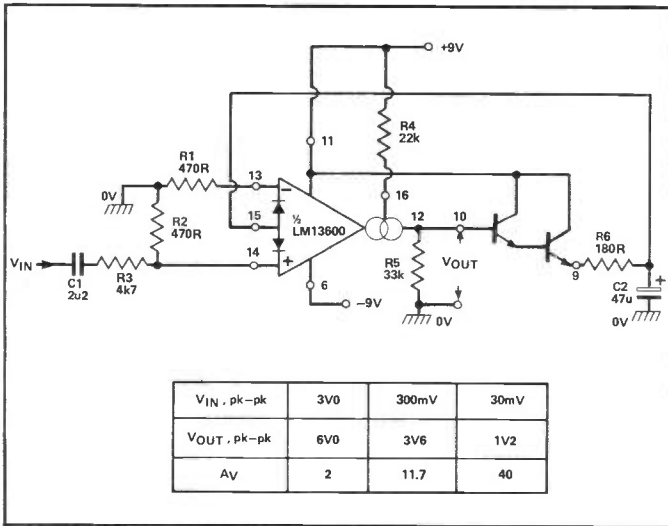 +9V
R4
22k
11
R1
470R
13
16
0V
R2
470R
15
½
LM13600
12
10
R6
180R
14
VIN
C1
2u2
R3
4k7
6
-9V
R5
33k
VOUT
9
+
C2
47u
0V
0V
VIN, pk-pk 3V0 300mV 30mV
VOUT, pk-pk 6V0 3V6 1V2
AV 2 11.7 40